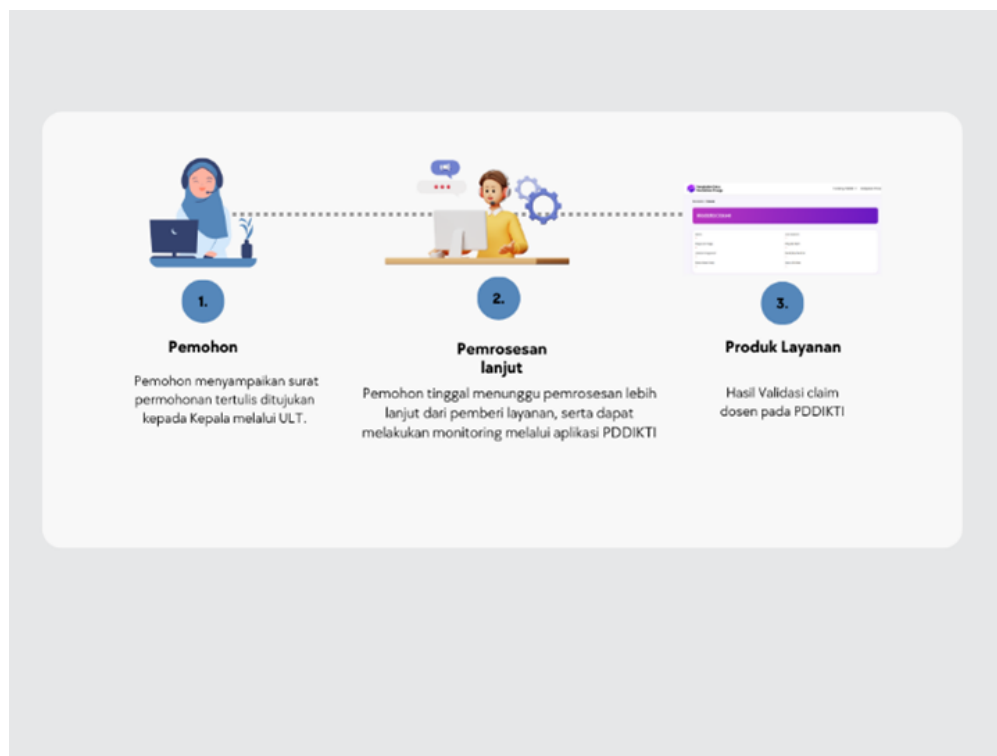 1.
Pemohon
Pemohon menyampaikan surat
permohonan tertulis ditujukan
kepada Kepala melalui ULT.
2.
Pemrosesan
lanjut
Pemohon tinggal menunggu pemrosesan lebih
lanjut dari pemberi layanan, serta dapat
melakukan monitoring melalui aplikasi PDDIKTI
3.
Produk Layanan
Hasil Validasi claim
dosen pada PDDIKTI